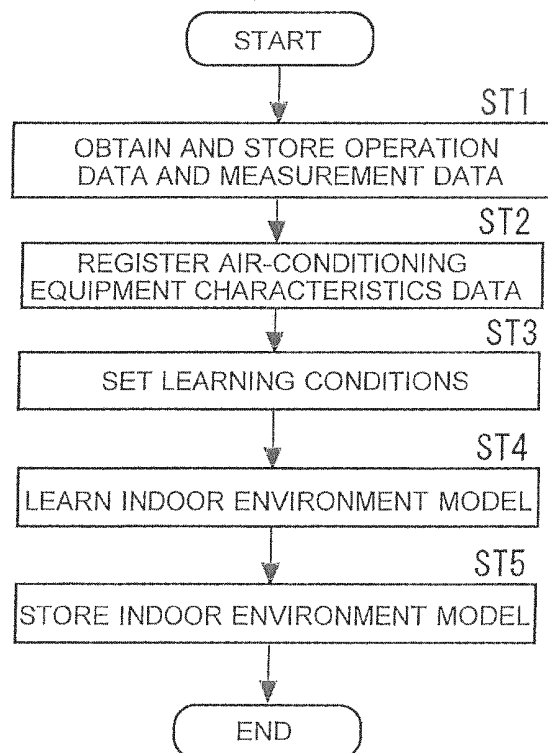 START
ST1
OBTAIN AND STORE OPERATION
DATA AND MEASUREMENT DATA
ST2
REGISTER AIR-CONDITIONING
EQUIPMENT CHARACTERISTICS DATA
ST3
SET LEARNING CONDITIONS
ST4
LEARN INDOOR ENVIRONMENT MODEL
ST5
STORE INDOOR ENVIRONMENT MODEL
END